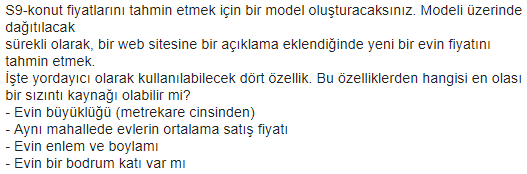 S9-konut fiyatlarını tahmin etmek için bir model oluşturacaksınız. Modeli üzerinde
dağıtılacak
sürekli olarak, bir web sitesine bir açıklama eklendiğinde yeni bir evin fiyatını
tahmin etmek.
İşte yordayıcı olarak kullanılabilecek dört özellik. Bu özelliklerden hangisi en olası
bir sızıntı kaynağı olabilir mi?
- Evin büyüklüğü (metrekare cinsinden)
- Aynı mahallede evlerin ortalama satış fiyatı
- Evin enlem ve boylamı
- Evin bir bodrum katı var mı